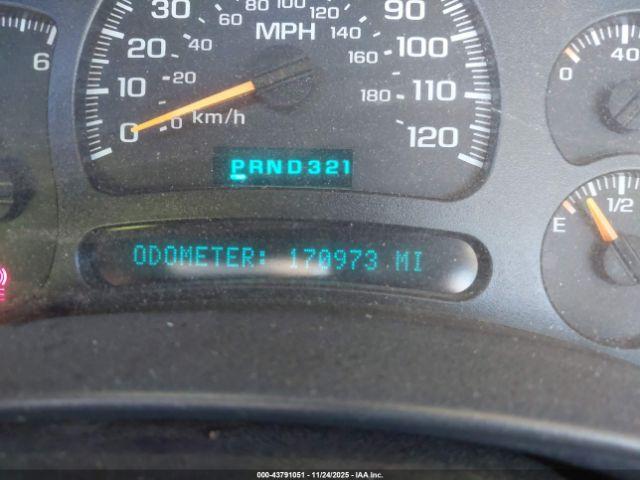 30 80 100 90
60 120
20 40 MPH 140 100
160
10 20 180 110
0 0 km/h 120
PRND321
ODOMETER: 170973 MI
6
0 40
E 1/2
000-43791051 - 11/24/2025 - IAA Inc.